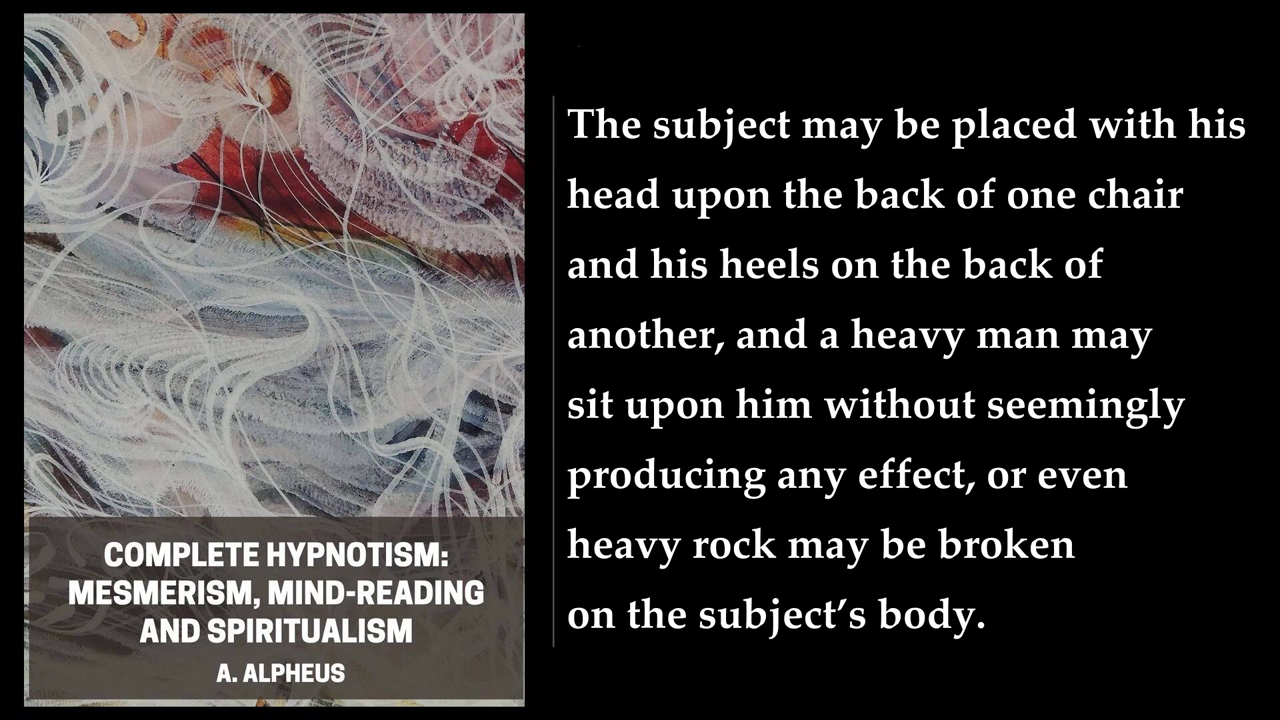 COMPLETE HYPNOTISM:
MESMERISM, MIND-READING
AND SPIRITUALISM
A. ALPHEUS
The subject may be placed with his
head upon the back of one chair
and his heels on the back of
another, and a heavy man may
sit upon him without seemingly
producing any effect, or even
heavy rock may be broken
on the subject’s body.